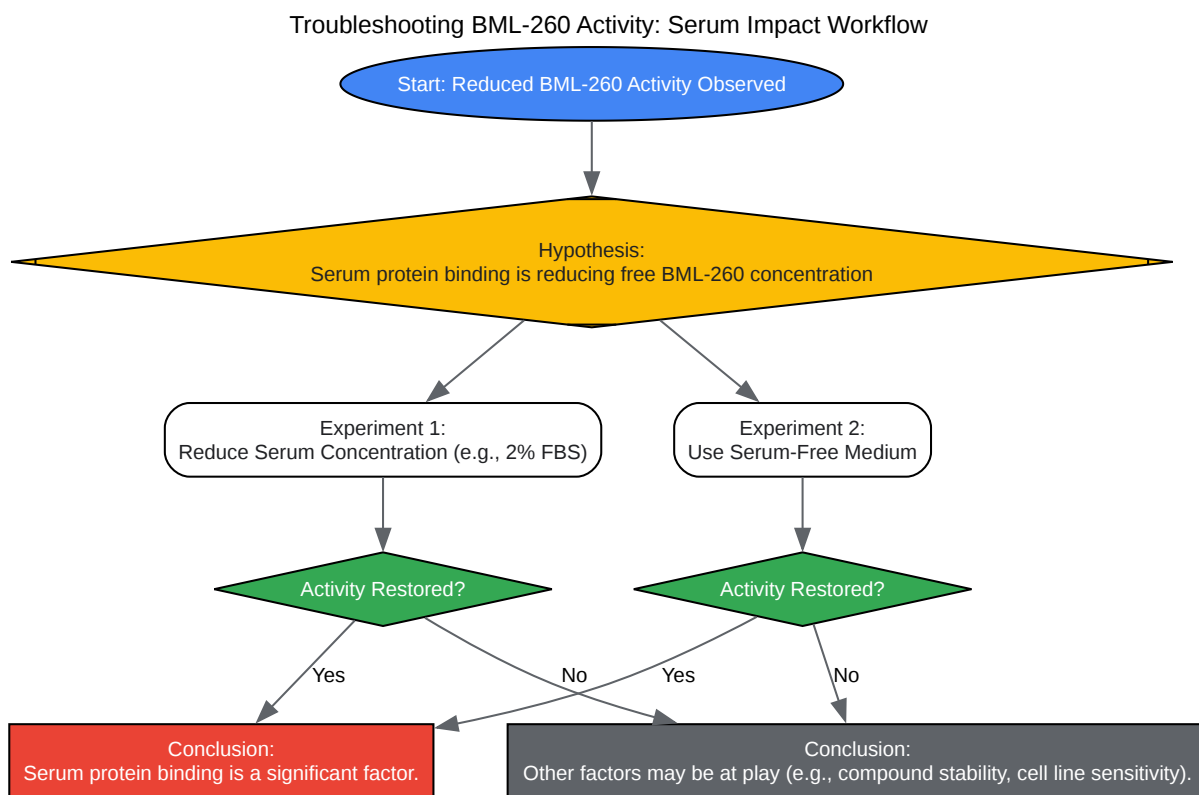 Troubleshooting BML-260 Activity: Serum Impact Workflow
Start: Reduced BML-260 Activity Observed
Hypothesis:
Serum protein binding is reducing free BML-260 concentration
Experiment 1:
Reduce Serum Concentration (e.g., 2% FBS)
Experiment 2:
Use Serum-Free Medium
Activity Restored?
Activity Restored?
Yes
No
Yes
No
Conclusion:
Serum protein binding is a significant factor.
Conclusion:
Other factors may be at play (e.g., compound stability, cell line sensitivity).